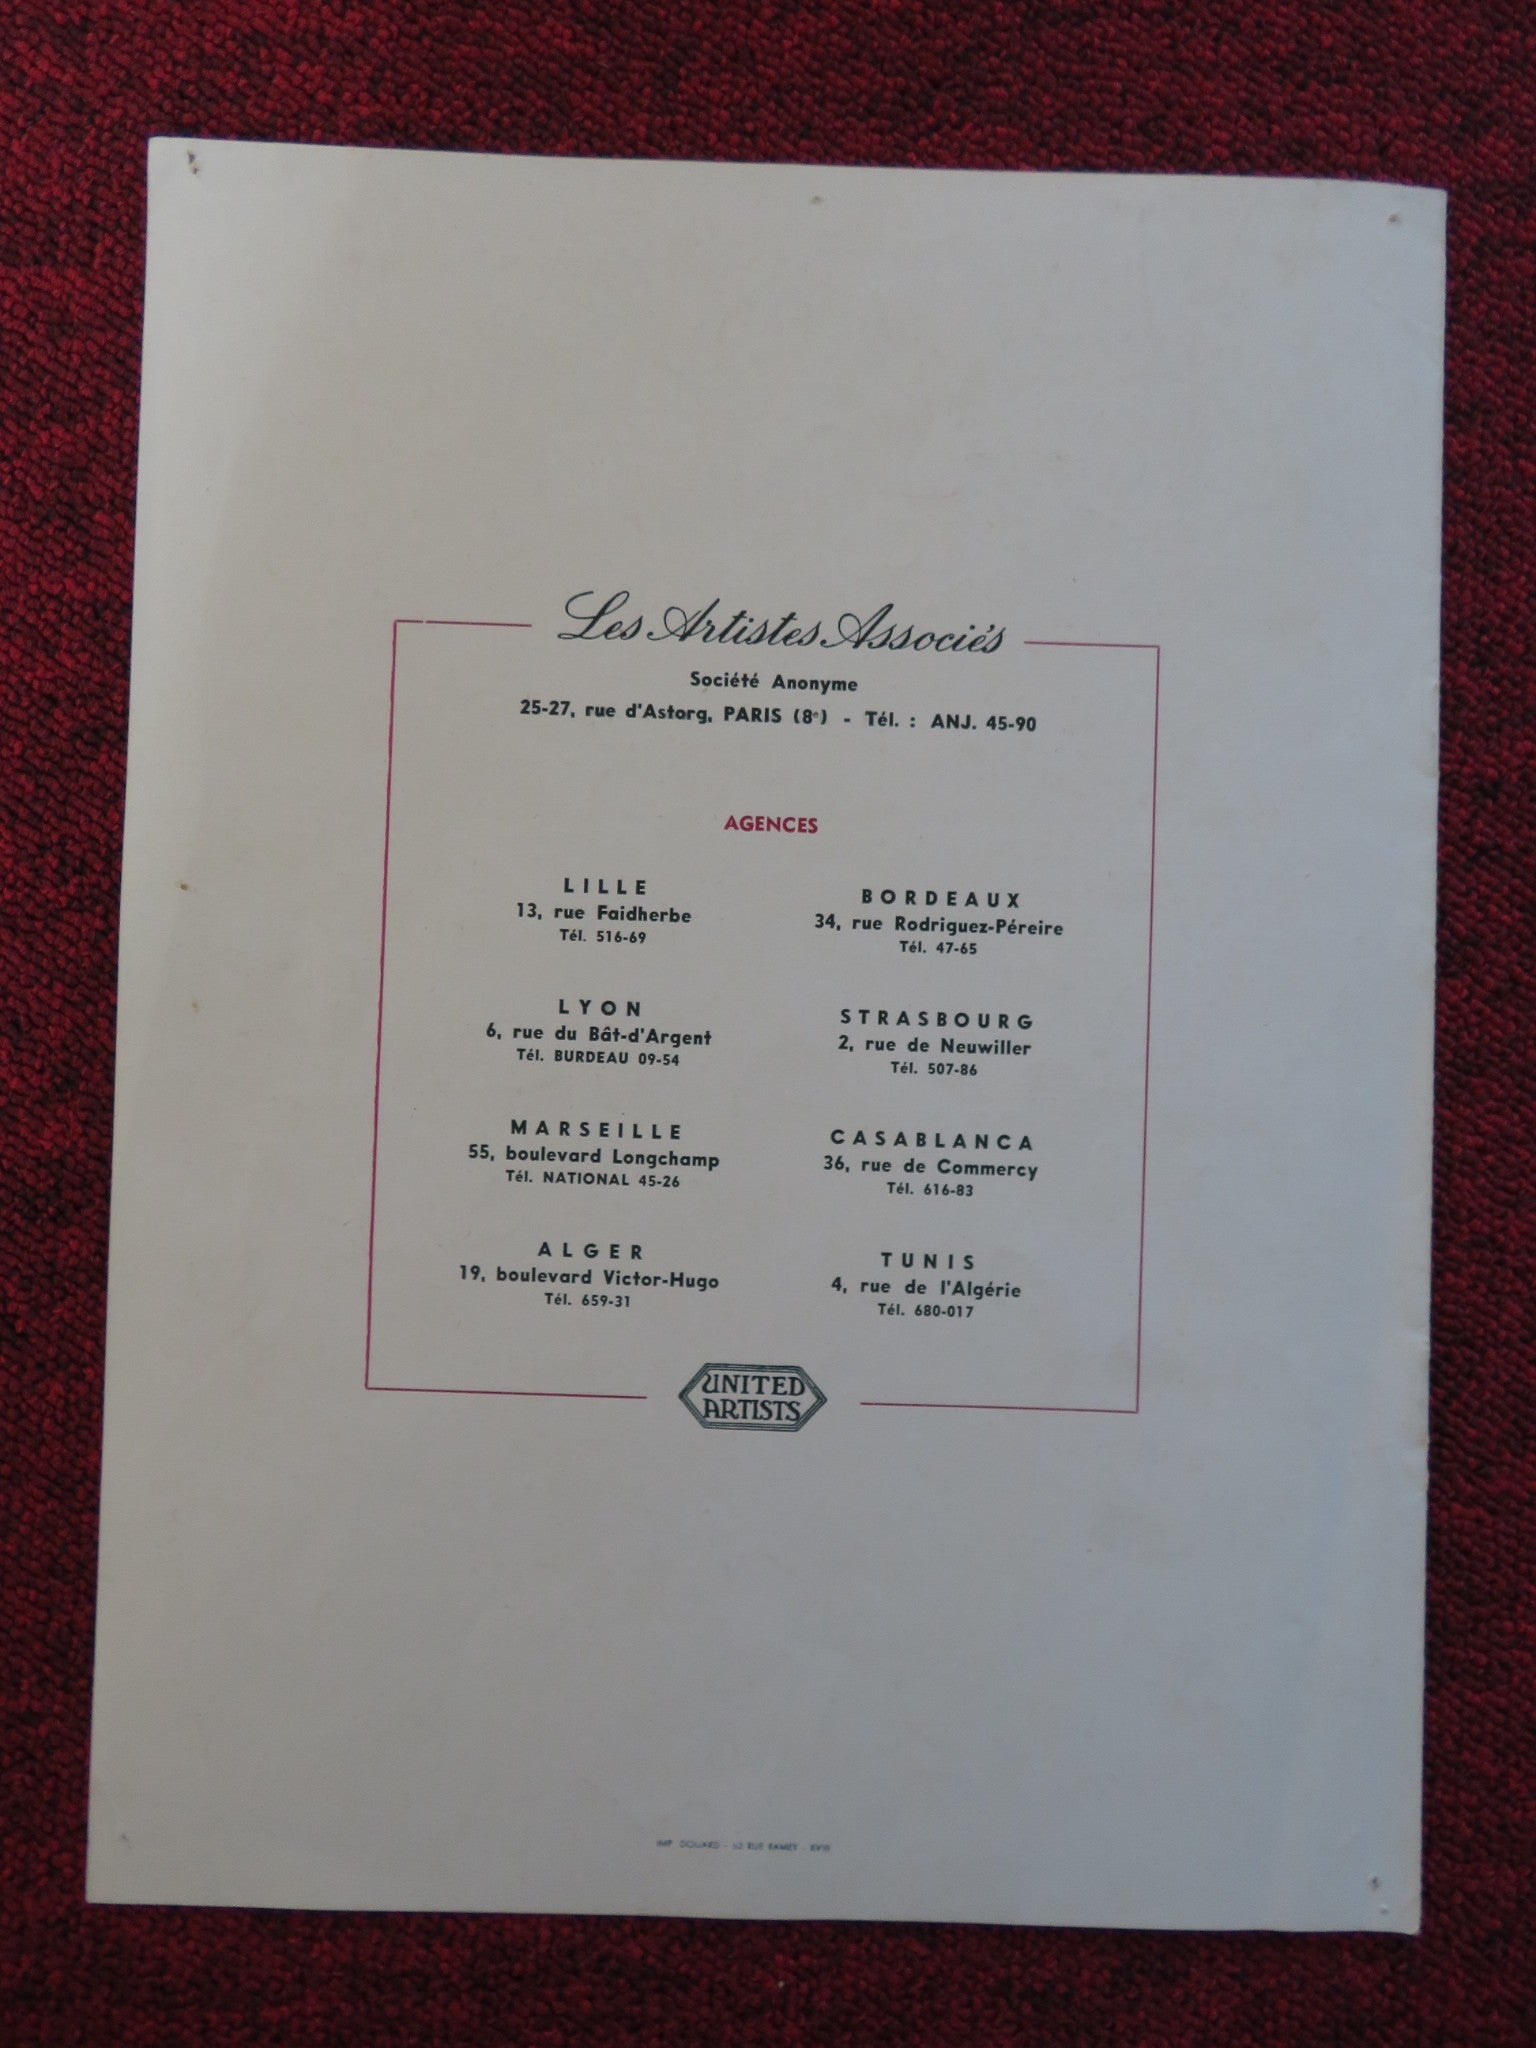 Les Artistes Associés
Société Anonyme
25-27, rue d'Astorg, PARIS (8e) - Tél. : ANJ. 45-90
AGENCES
LILLE
13, rue Faidherbe
Tél. 516-69
BORDEAUX
34, rue Rodriguez-Péreire
Tél. 47-65
LYON
6, rue du Bât-d'Argent
Tél. BURDEAU 09-54
STRASBOURG
2, rue de Neuwiller
Tél. 507-86
MARSEILLE
55, boulevard Longchamp
Tél. NATIONAL 45-26
CASABLANCA
36, rue de Commercy
Tél. 616-83
ALGER
19, boulevard Victor-Hugo
Tél. 659-31
TUNIS
4, rue de l'Algérie
Tél. 680-017
UNITED
ARTISTS
IMP RUE RAMEY